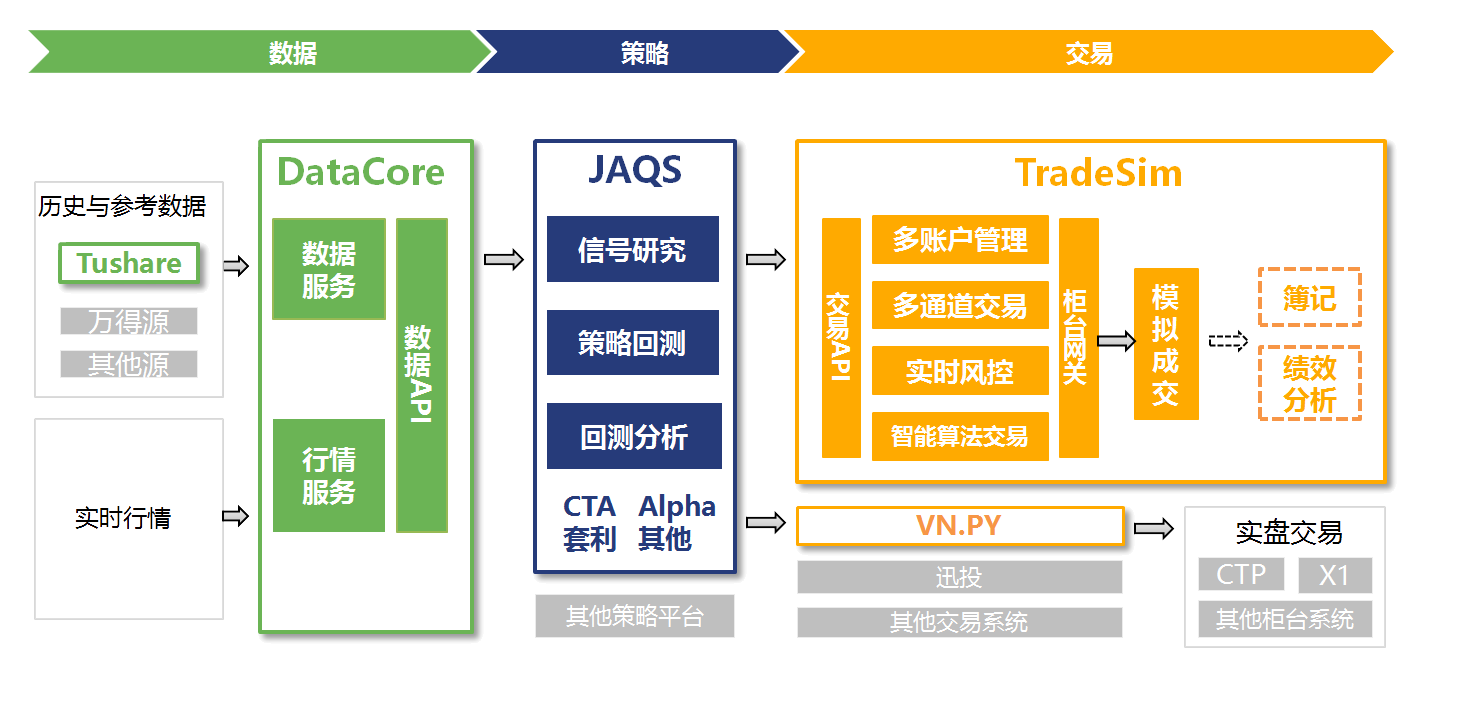 数据
策略
交易
历史与参考数据
Tushare
万得源
其他源
实时行情
DataCore
数据
服务
行情
服务
数据API
JAQS
信号研究
策略回测
回测分析
CTA Alpha
套利 其他
其他策略平台
TradeSim
交易API
多账户管理
多通道交易
实时风控
智能算法交易
柜台网关
模拟成交
簿记
绩效
分析
VN.PY
迅投
其他交易系统
实盘交易
CTP X1
其他柜台系统